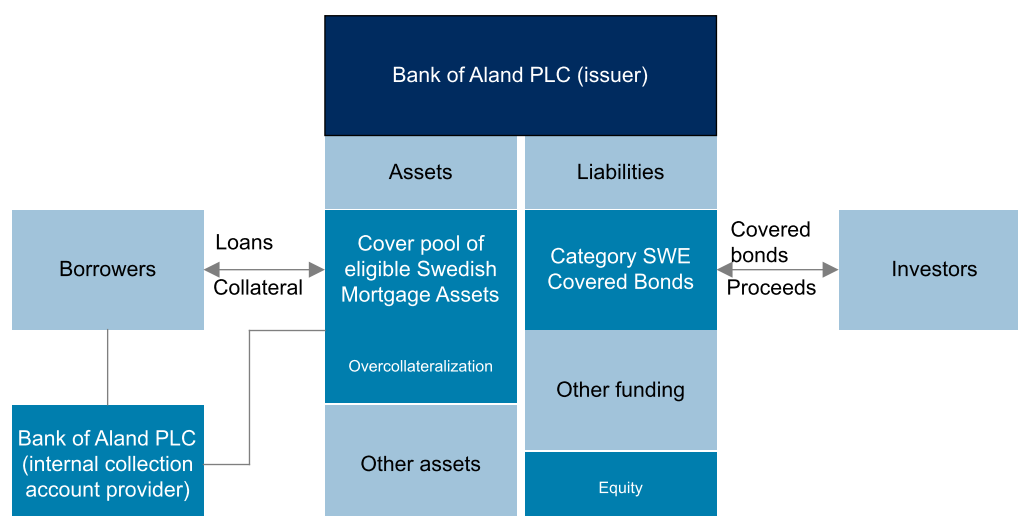 Bank of Aland PLC (issuer)
Assets
Liabilities
Borrowers
Loans
Collateral
Cover pool of
eligible Swedish
Mortgage Assets
Overcollateralization
Category SWE
Covered Bonds
Covered
bonds
Proceeds
Investors
Other funding
Bank of Aland PLC
(internal collection
account provider)
Other assets
Equity